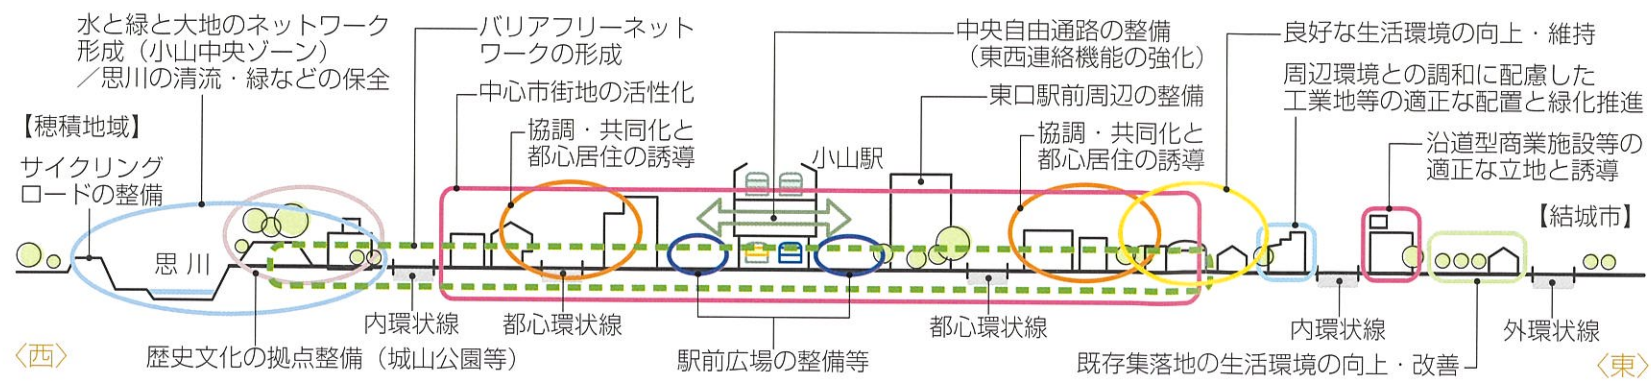 水と緑と大地のネットワーク
形成（小山中央ゾーン）
／思川の清流・緑などの保全
【穂積地域】
サイクリング
ロードの整備
バリアフリーネット
ワークの形成
中心市街地の活性化
協調・共同化と
都心居住の誘導
中央自由通路の整備
（東西連絡機能の強化）
東口駅前周辺の整備
小山駅
協調・共同化と
都心居住の誘導
良好な生活環境の向上・維持
周辺環境との調和に配慮した
工業地等の適正な配置と緑化推進
沿道型商業施設等の
適正な立地と誘導
【結城市】
思川
内環状線
都心環状線
都心環状線
内環状線
外環状線
〈西〉
歴史文化の拠点整備（城山公園等）
駅前広場の整備等
既存集落地の生活環境の向上・改善
〈東〉